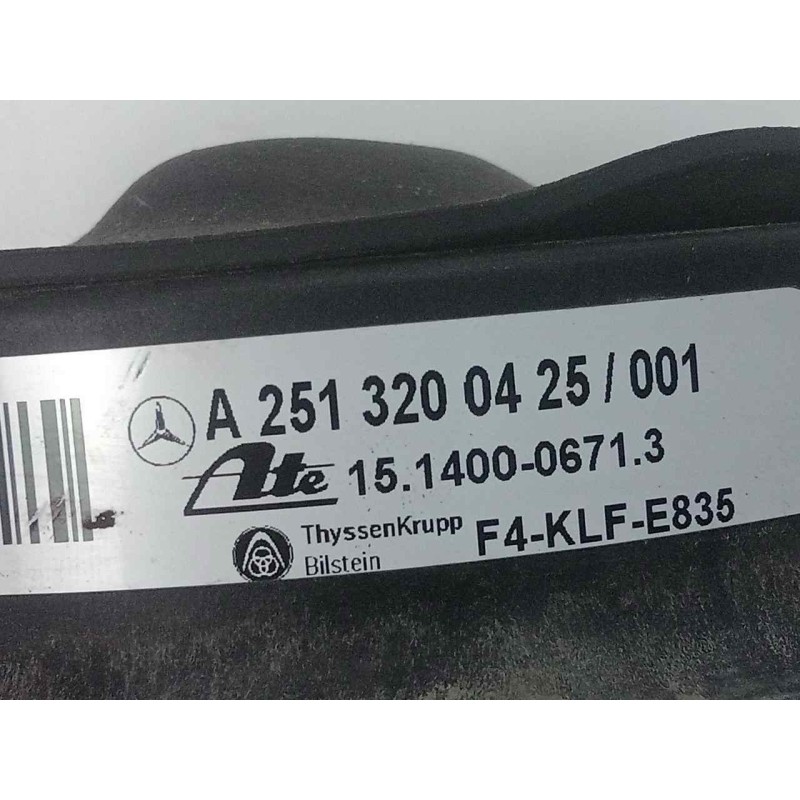 A 251 320 04 25 / 001
Ate 15.1400-0671.3
ThyssenKrupp
Bilstein
F4-KLF-E835